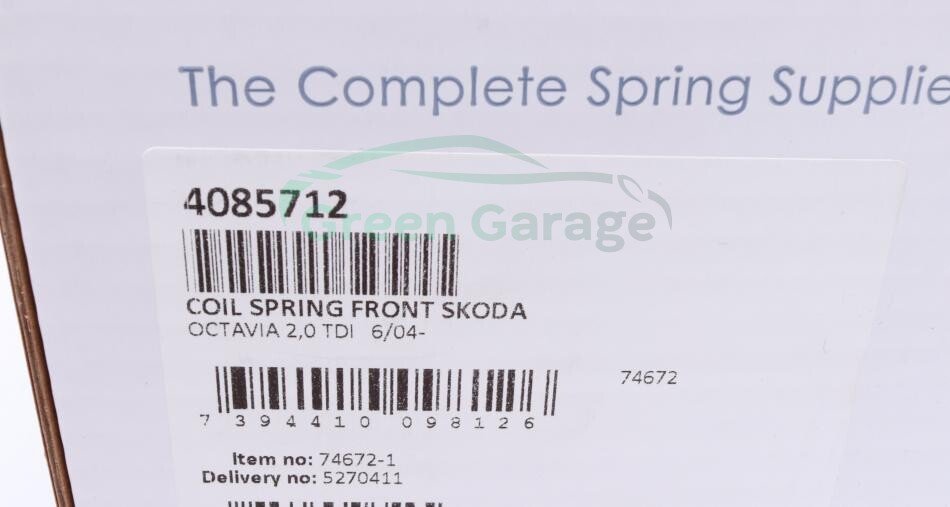 The Complete Spring Supplie
4085712
Green Garage
COIL SPRING FRONT SKODA
OCTAVIA 2,0 TDI 6/04-
74672
7 394410 098126
Item no: 74672-1
Delivery no: 5270411